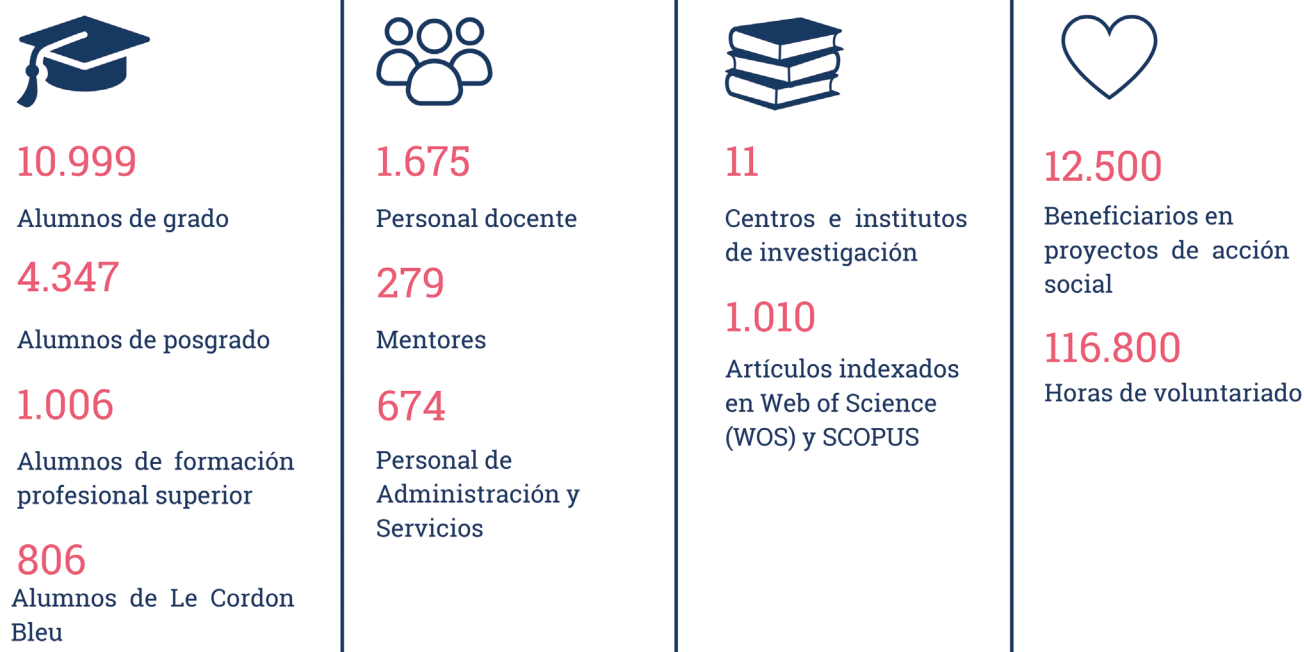 10.999
Alumnos de grado
4.347
Alumnos de posgrado
1.006
Alumnos de formación
profesional superior
806
Alumnos de Le Cordon
Bleu
1.675
Personal docente
279
Mentores
674
Personal de
Administración y
Servicios
11
Centros e institutos
de investigación
1.010
Artículos indexados
en Web of Science
(WOS) y SCOPUS
12.500
Beneficiarios en
proyectos de acción
social
116.800
Horas de voluntariado